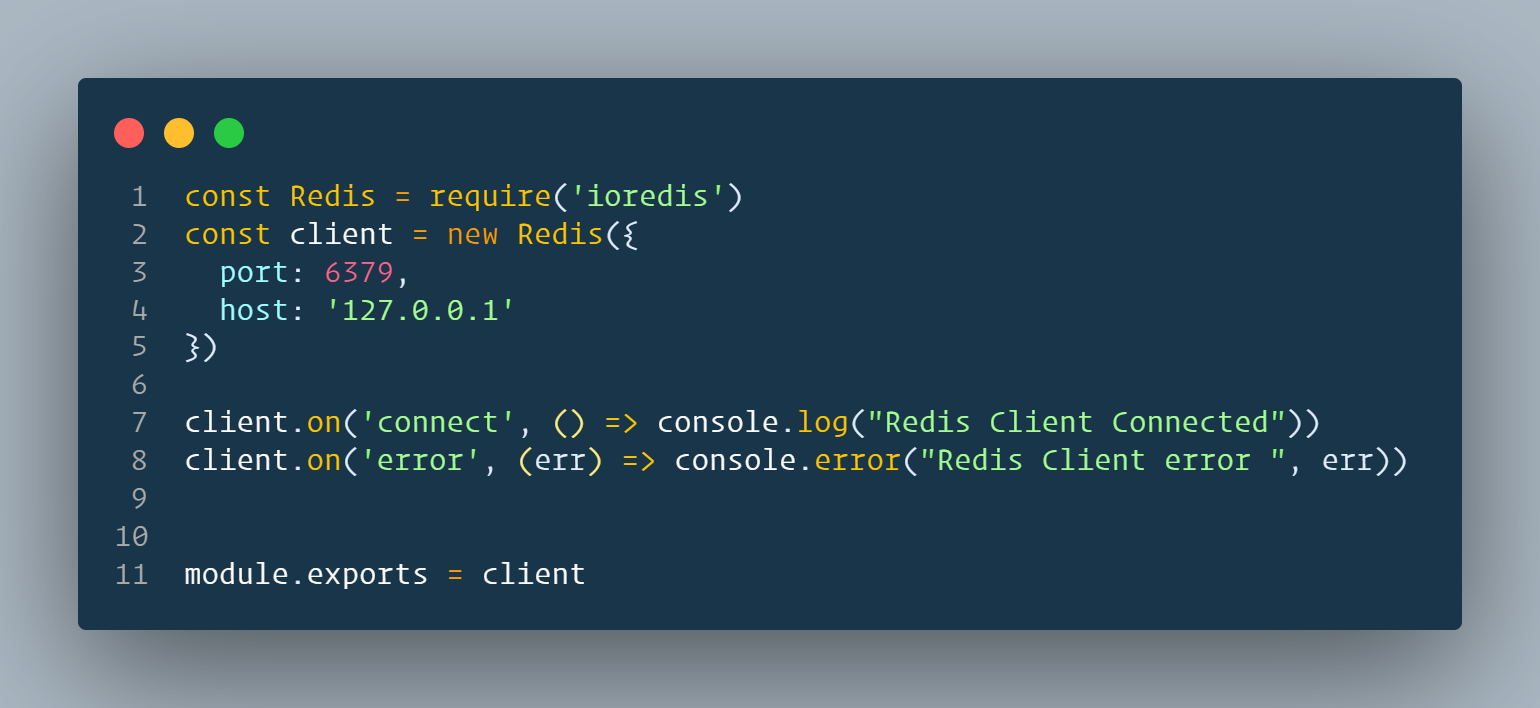 1 const Redis = require('ioredis')
2 const client = new Redis({
3   port: 6379,
4   host: '127.0.0.1'
5 })
6
7 client.on('connect', () => console.log("Redis Client Connected"))
8 client.on('error', (err) => console.error("Redis Client error ", err))
9
10
11 module.exports = client